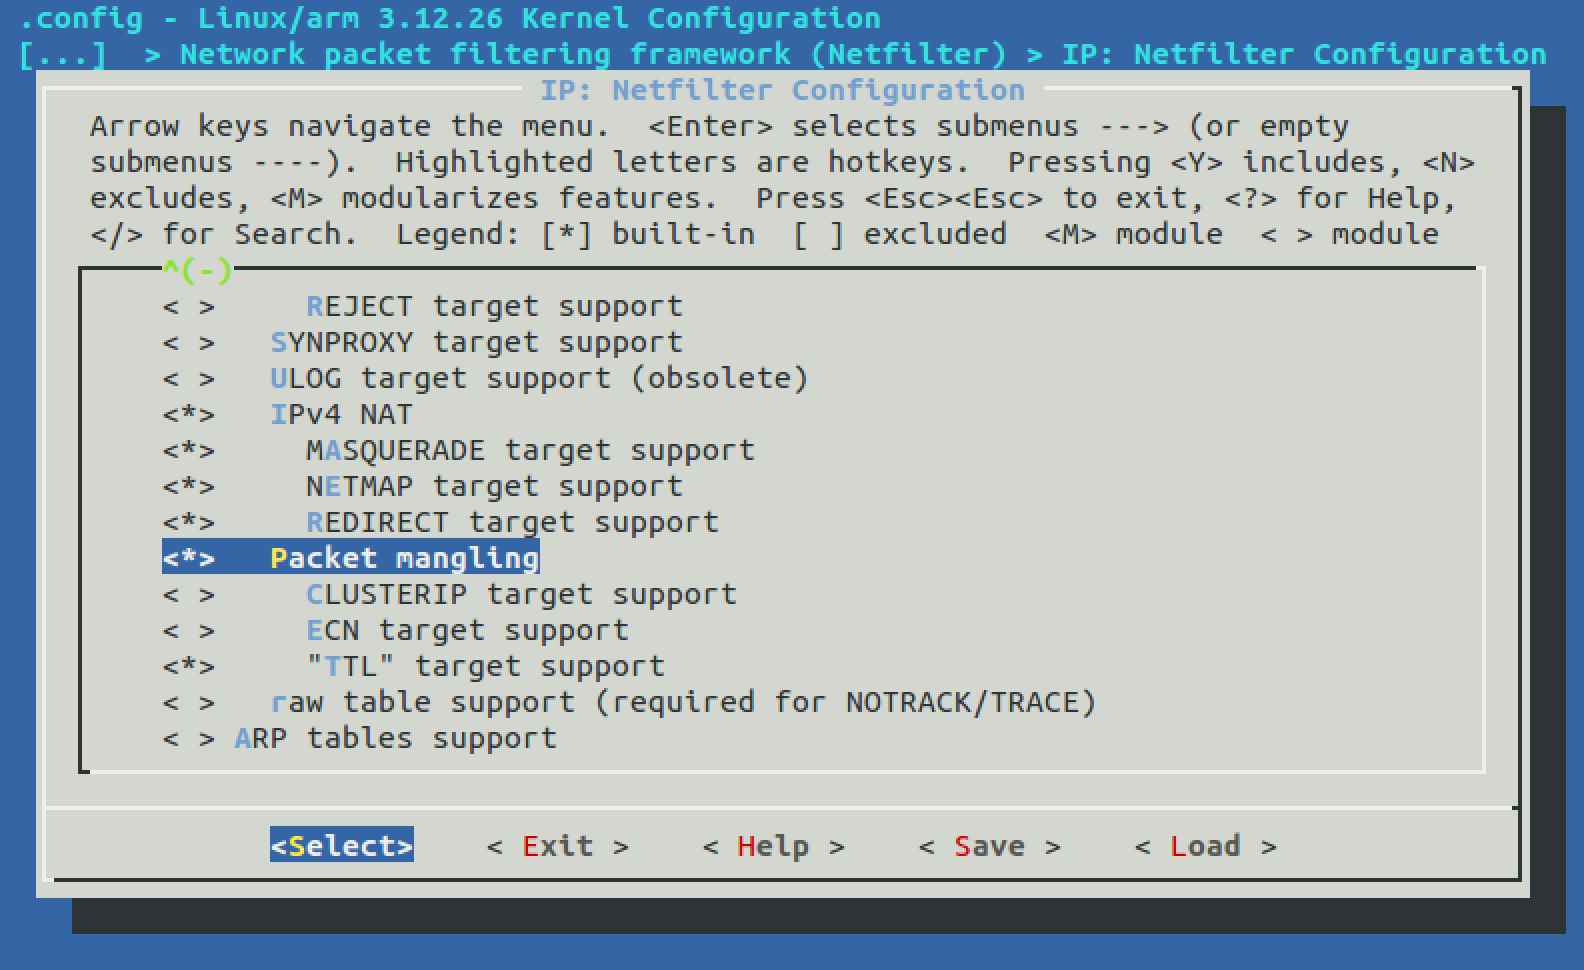 .config - Linux/arm 3.12.26 Kernel Configuration
[...]  > Network packet filtering framework (Netfilter) > IP: Netfilter Configuration
IP: Netfilter Configuration
Arrow keys navigate the menu.  <Enter> selects submenus ---> (or empty
submenus ----).  Highlighted letters are hotkeys.  Pressing <Y> includes, <N>
excludes, <M> modularizes features.  Press <Esc><Esc> to exit, <?> for Help,
</> for Search.  Legend: [*] built-in  [ ] excluded  <M> module  < > module
^(-)
< >     REJECT target support
< >   SYNPROXY target support
< >   ULOG target support (obsolete)
<*>   IPv4 NAT
<*>     MASQUERADE target support
<*>     NETMAP target support
<*>     REDIRECT target support
<*>   Packet mangling
< >     CLUSTERIP target support
< >     ECN target support
<*>     "TTL" target support
< >   raw table support (required for NOTRACK/TRACE)
< > ARP tables support
<Select>    < Exit >    < Help >    < Save >    < Load >